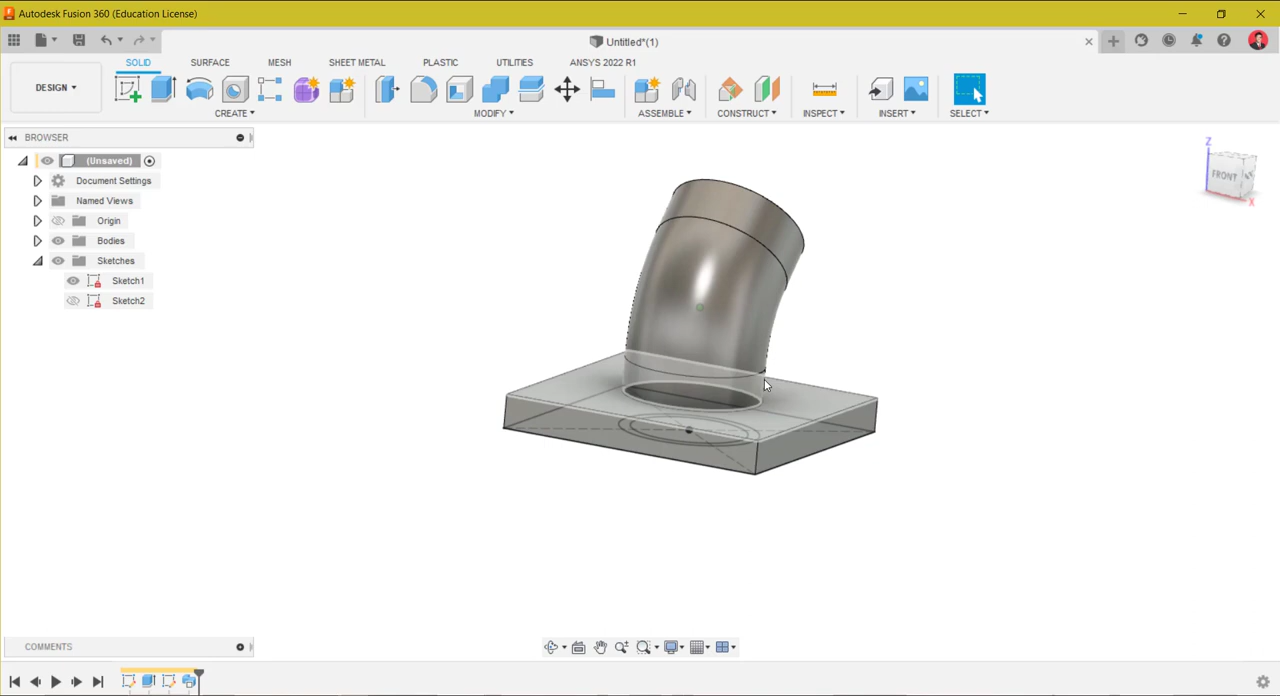 Autodesk Fusion 360 (Education License)
Untitled*(1)
DESIGN
SOLID
SURFACE
MESH
SHEET METAL
PLASTIC
UTILITIES
ANSYS 2022 R1
CREATE
MODIFY
ASSEMBLE
CONSTRUCT
INSPECT
INSERT
SELECT
BROWSER
(Unsaved)
Document Settings
Named Views
Origin
Bodies
Sketches
Sketch1
Sketch2
Z
FRONT
X
COMMENTS